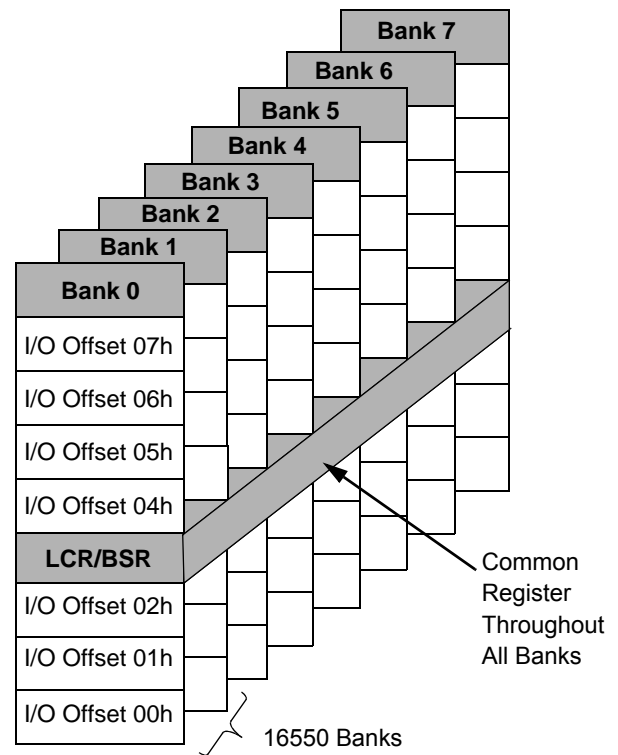 Bank 7
Bank 6
Bank 5
Bank 4
Bank 3
Bank 2
Bank 1
Bank 0
I/O Offset 07h
I/O Offset 06h
I/O Offset 05h
I/O Offset 04h
LCR/BSR
I/O Offset 02h
I/O Offset 01h
I/O Offset 00h
Common
Register
Throughout
All Banks
16550 Banks